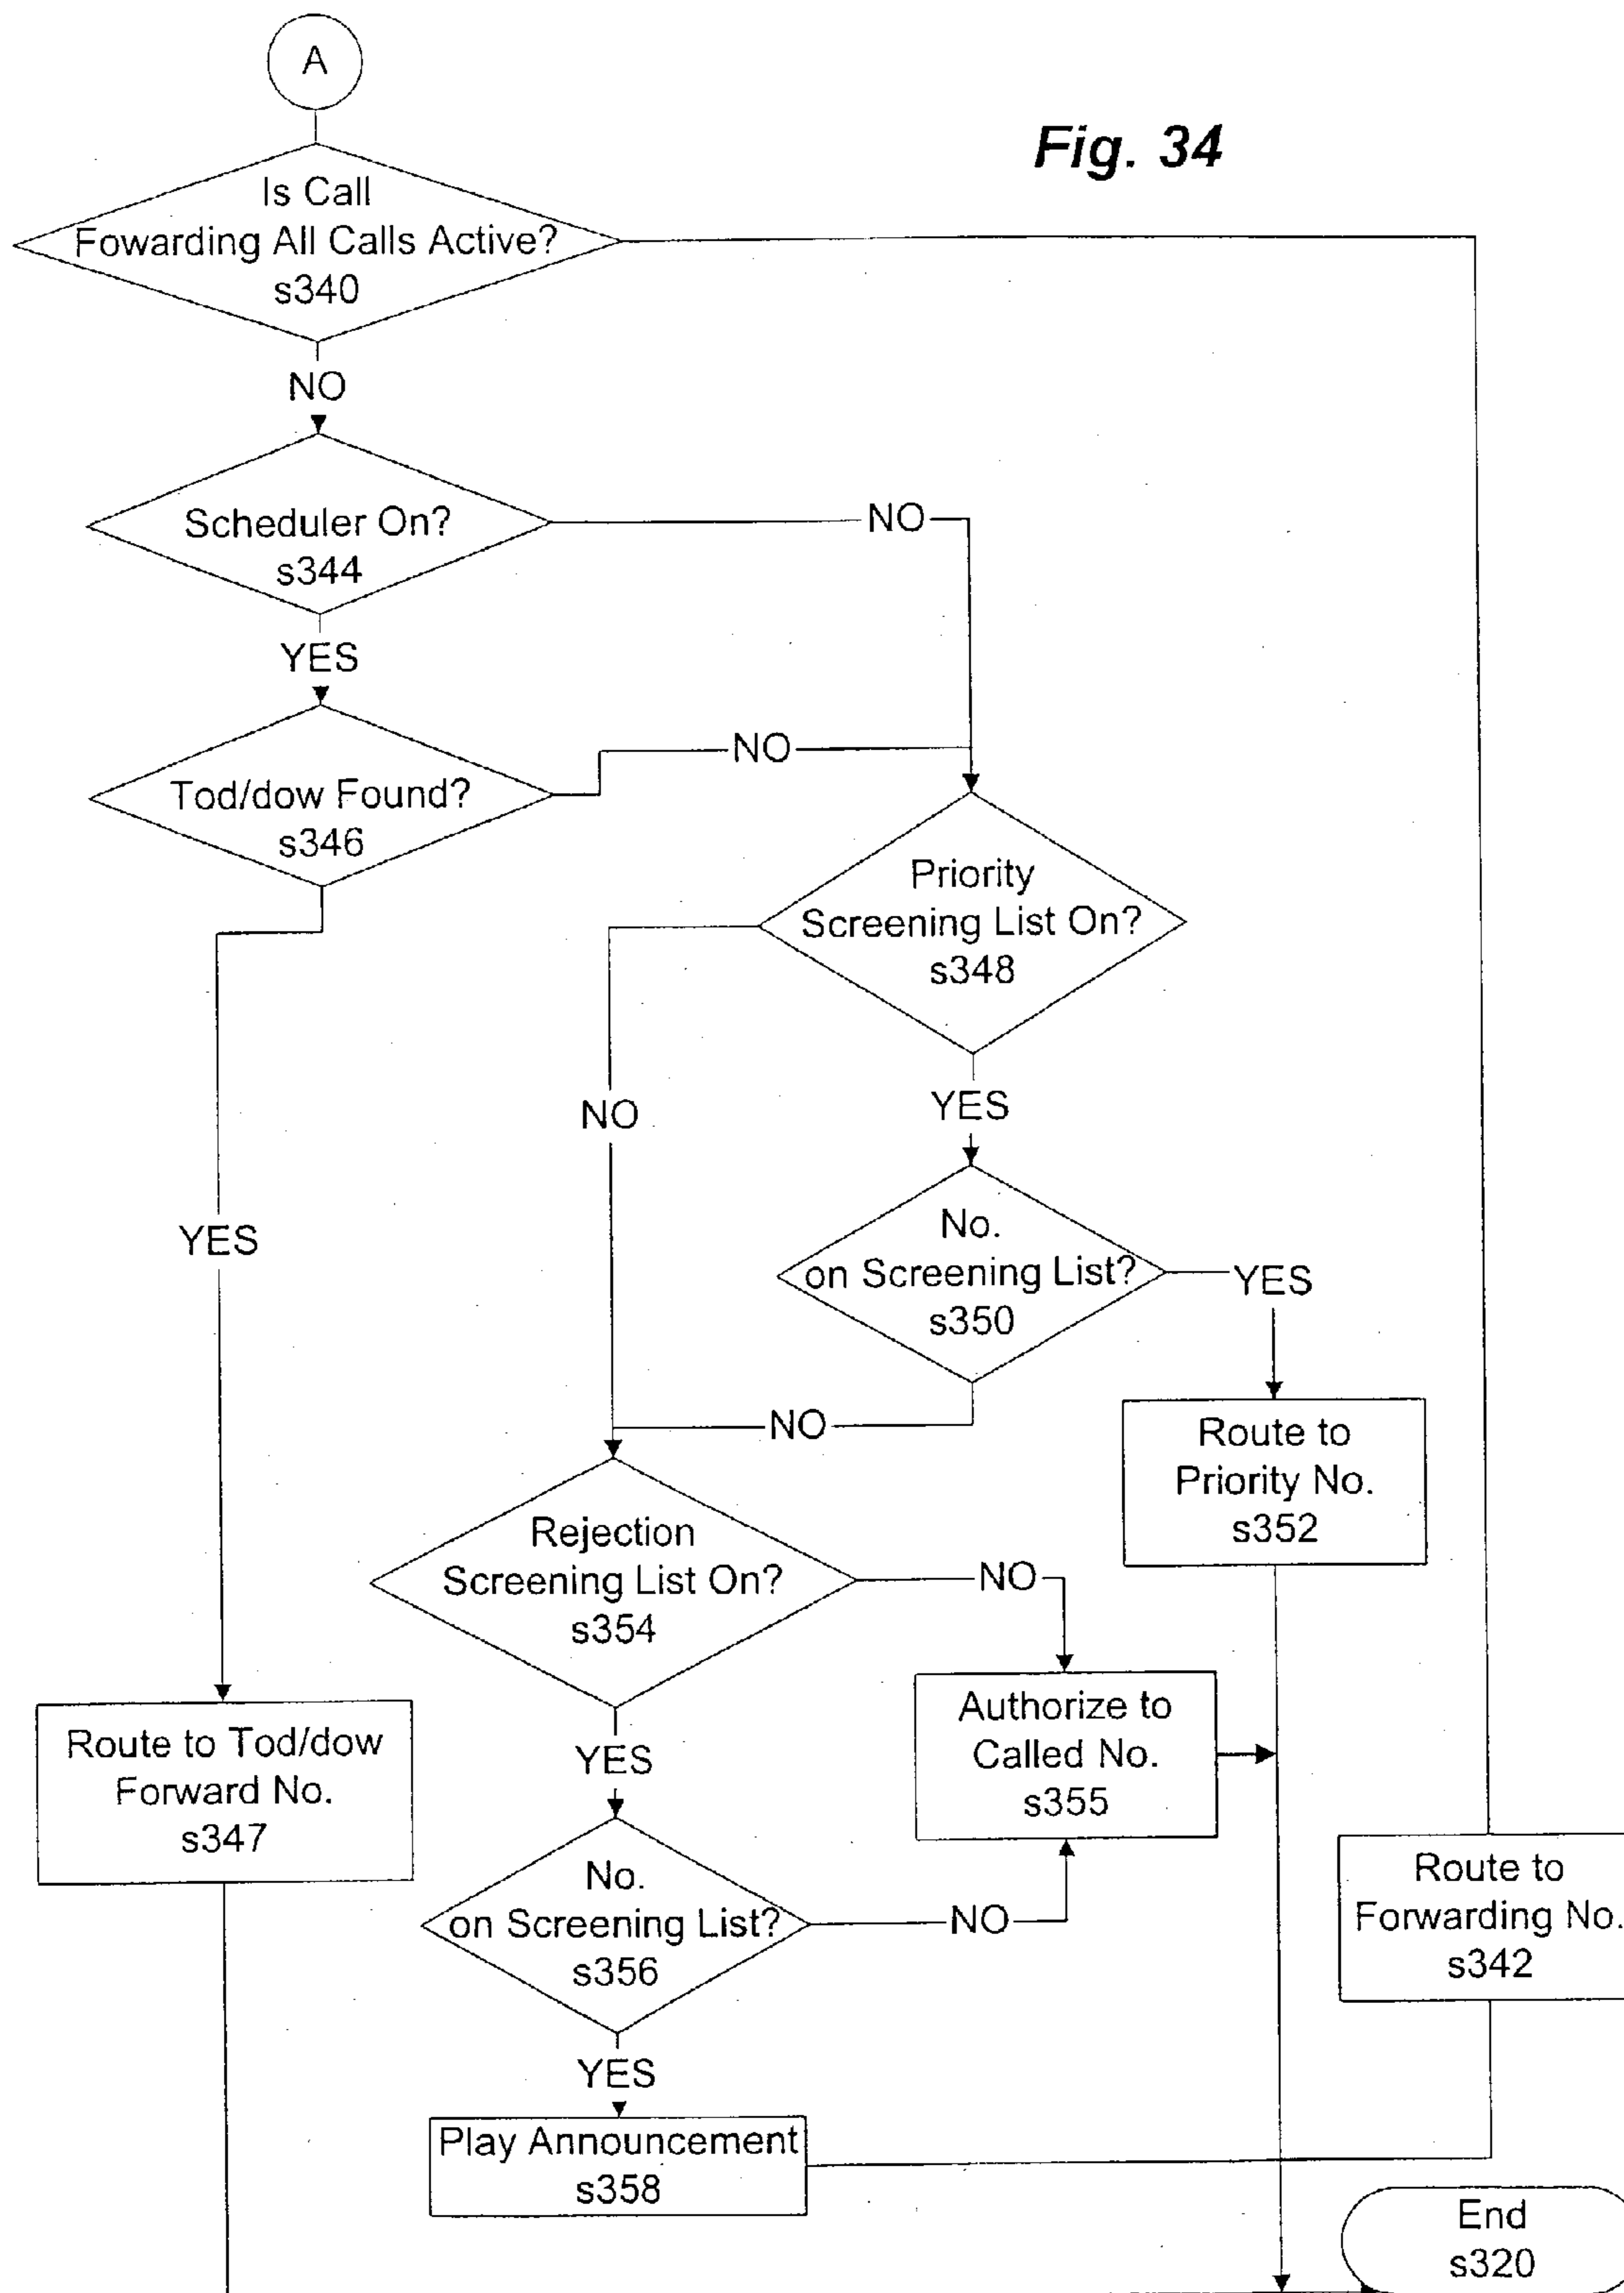 A
Fig. 34
Is Call
Fowarding All Calls Active?
s340
NO
Scheduler On?
s344
NO
YES
Tod/dow Found?
s346
NO
Priority
Screening List On?
s348
NO
YES
YES
No.
on Screening List?
s350
YES
NO
Route to
Priority No.
s352
Rejection
Screening List On?
s354
NO
Route to Tod/dow
Forward No.
s347
YES
Authorize to
Called No.
s355
No.
on Screening List?
s356
NO
Route to
Forwarding No.
s342
YES
Play Announcement
s358
End
s320